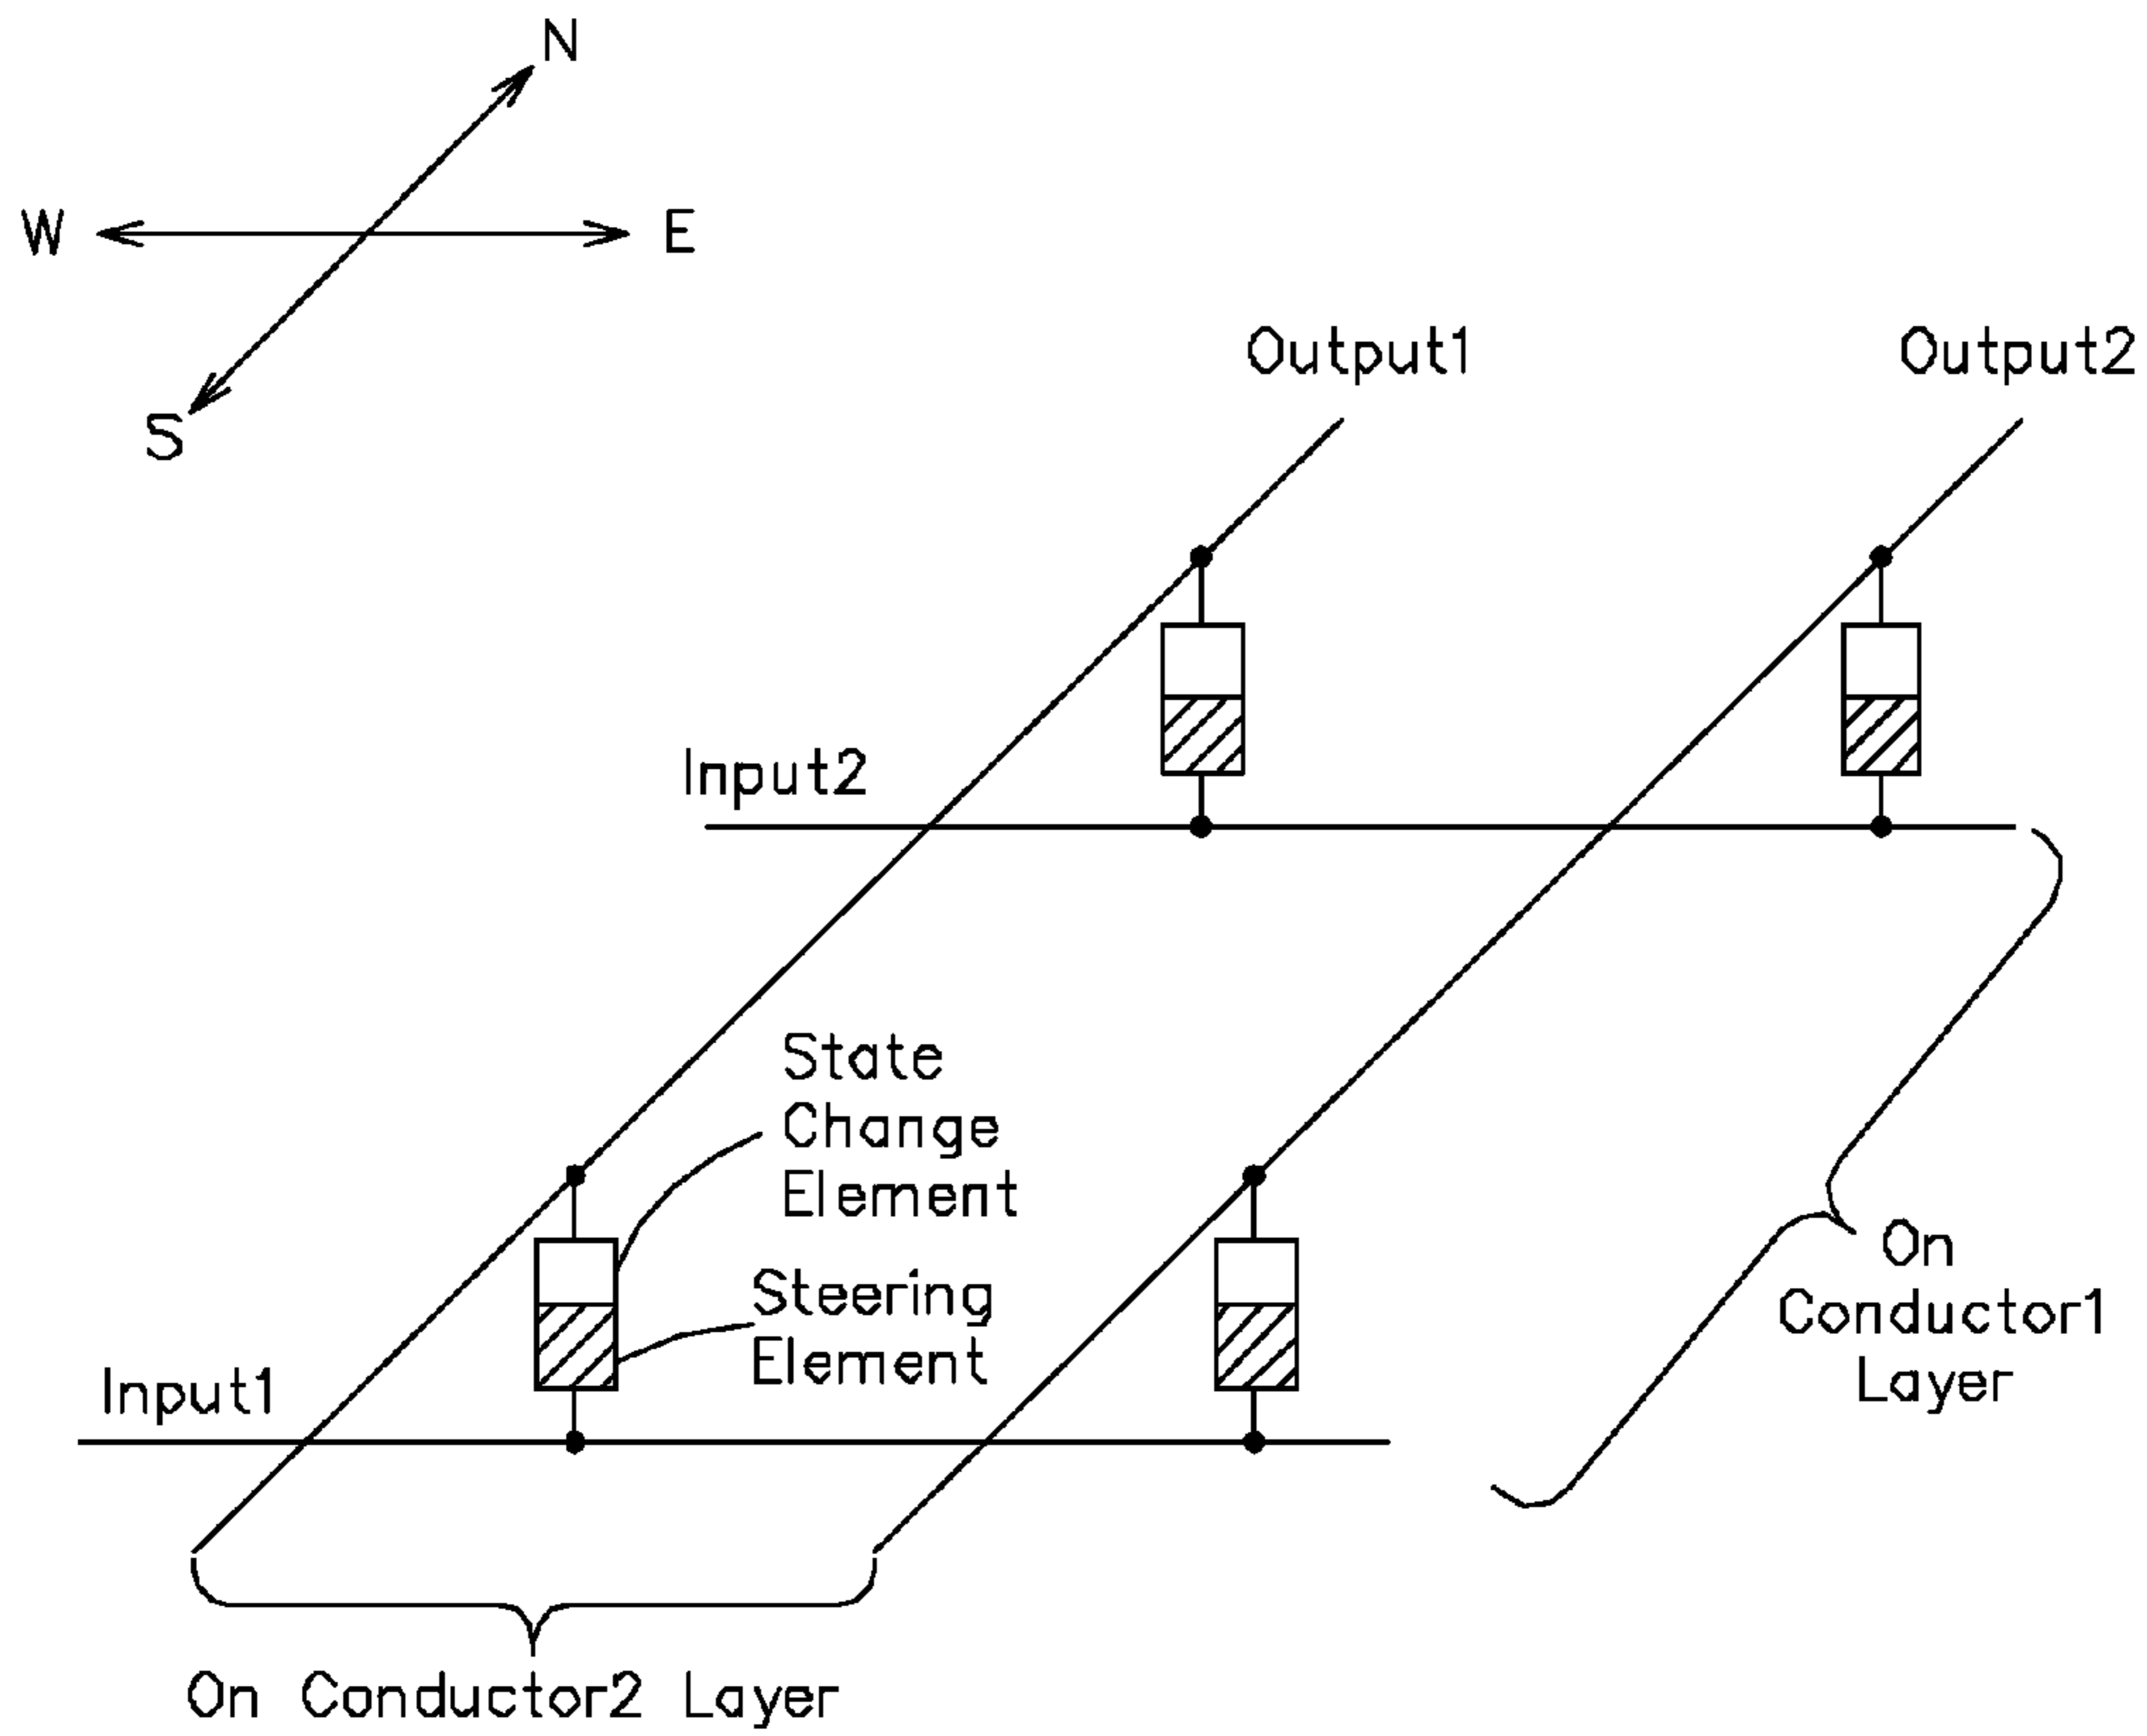 N
W
E
S
Output1
Output2
Input2
State
Change
Element
Steering
Element
Input1
On
Conductor1
Layer
On Conductor2 Layer